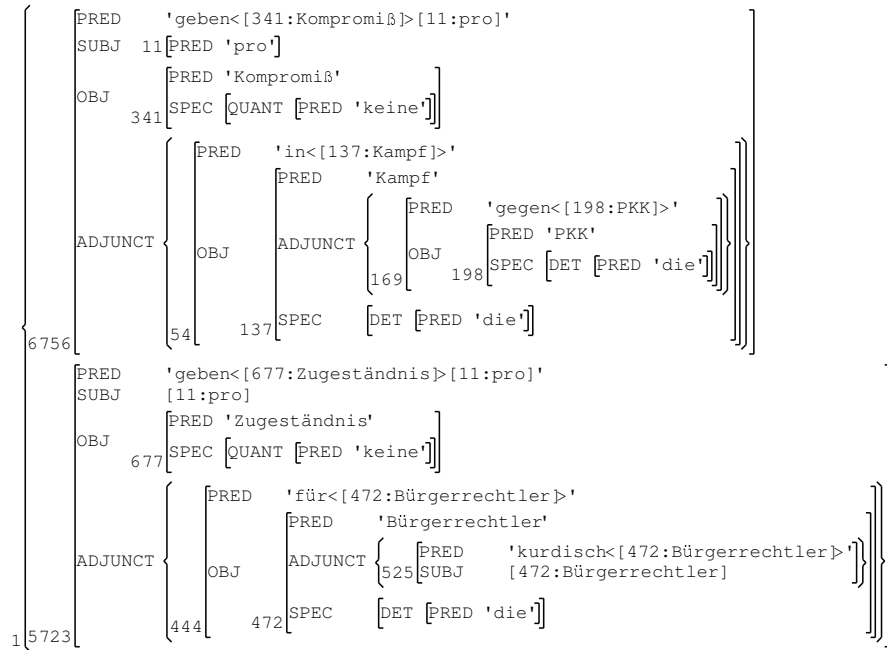 PRED 'geben<[341:Kompromiß]>[11:pro]'
SUBJ 11[PRED 'pro']
[PRED 'Kompromiß'
OBJ
341[SPEC [QUANT [PRED 'keine']]]
[PRED 'in<[137:Kampf]>'
[PRED 'Kampf'
[PRED 'gegen<[198:PKK]>'
[PRED 'PKK'
ADJUNCT { OBJ ADJUNCT { OBJ
169 198[SPEC [DET [PRED 'die']]]
54 137[SPEC [DET [PRED 'die']]]
6756
PRED 'geben<[677:Zugeständnis]>[11:pro]'
SUBJ [11:pro]
[PRED 'Zugeständnis'
OBJ
677[SPEC [QUANT [PRED 'keine']]]
[PRED 'für<[472:Bürgerrechtler]>'
[PRED 'Bürgerrechtler'
[PRED 'kurdisch<[472:Bürgerrechtler]>'
ADJUNCT { OBJ ADJUNCT {
525[SUBJ [472:Bürgerrechtler]
444 472[SPEC [DET [PRED 'die']]]
1 5723